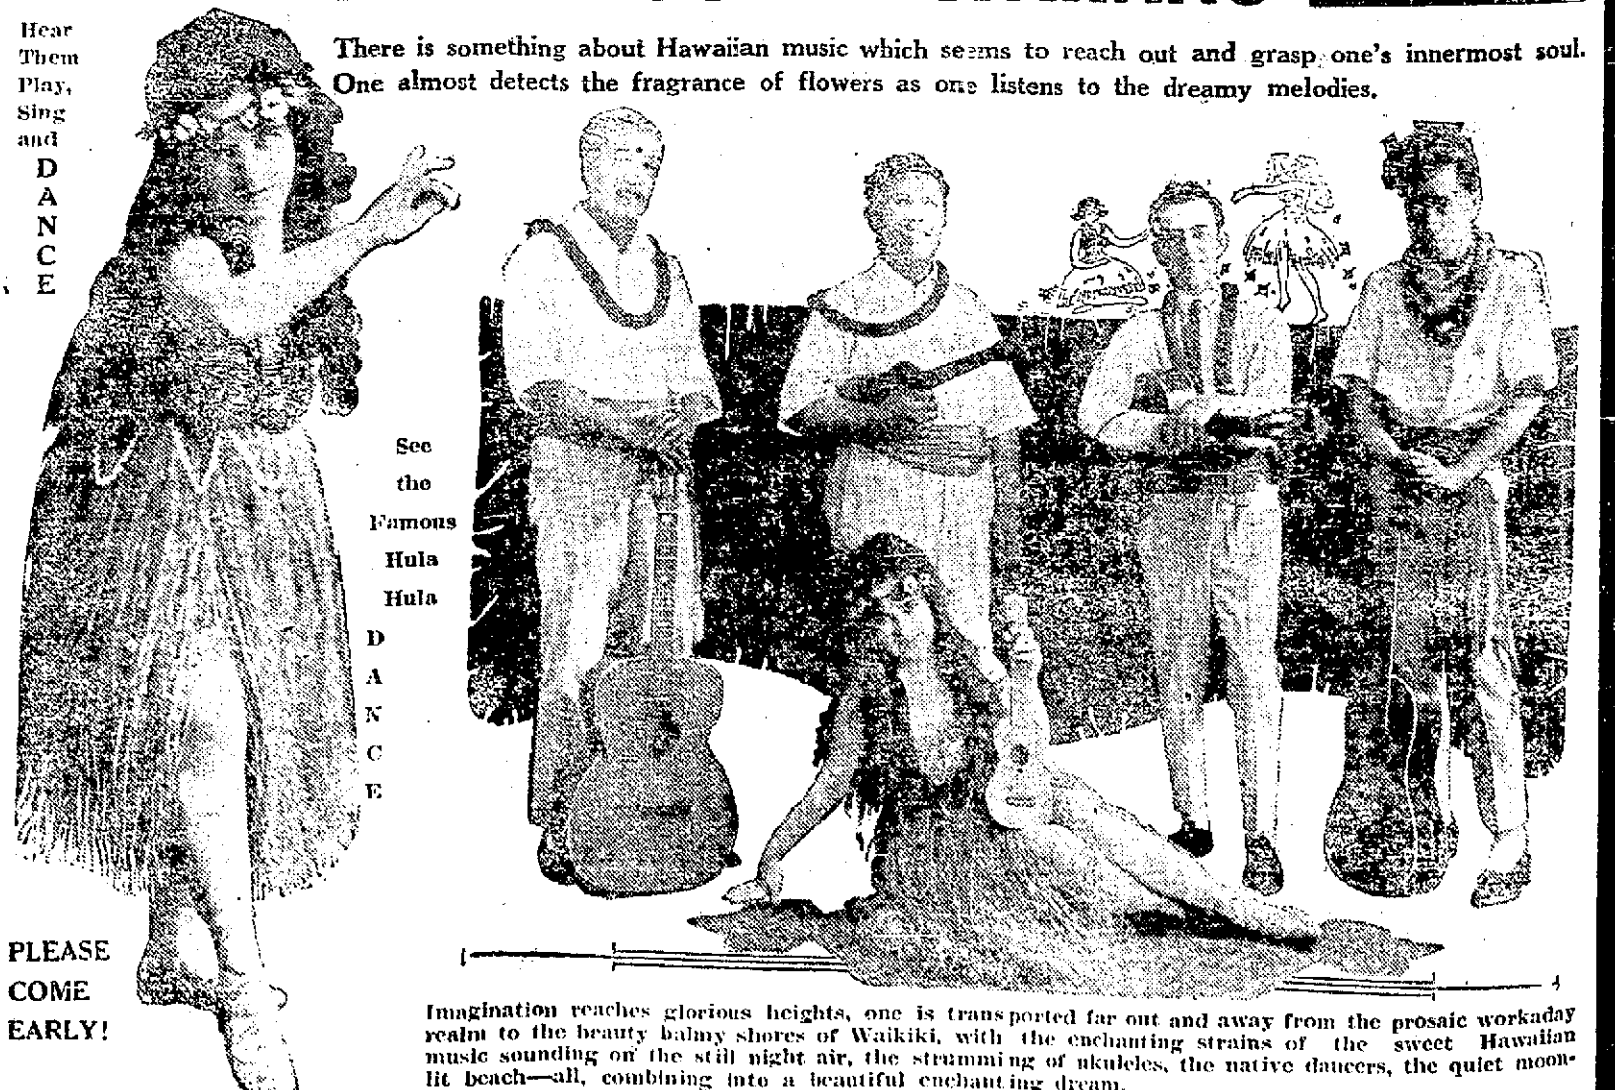 Hear
Them
Play,
Sing
and
D
A
N
C
E
There is something about Hawaiian music which seems to reach out and grasp one's innermost soul.
One almost detects the fragrance of flowers as one listens to the dreamy melodies.
See
the
Famous
Hula
Hula
D
A
N
C
E
PLEASE
COME
EARLY!
Imagination reaches glorious heights, one is transported far out and away from the prosaic workaday
realm to the beauty balmy shores of Waikiki, with the enchanting strains of the sweet Hawaiian
music sounding on the still night air, the strumming of ukuleles, the native dancers, the quiet moon-
lit beach—all, combining into a beautiful enchanting dream.